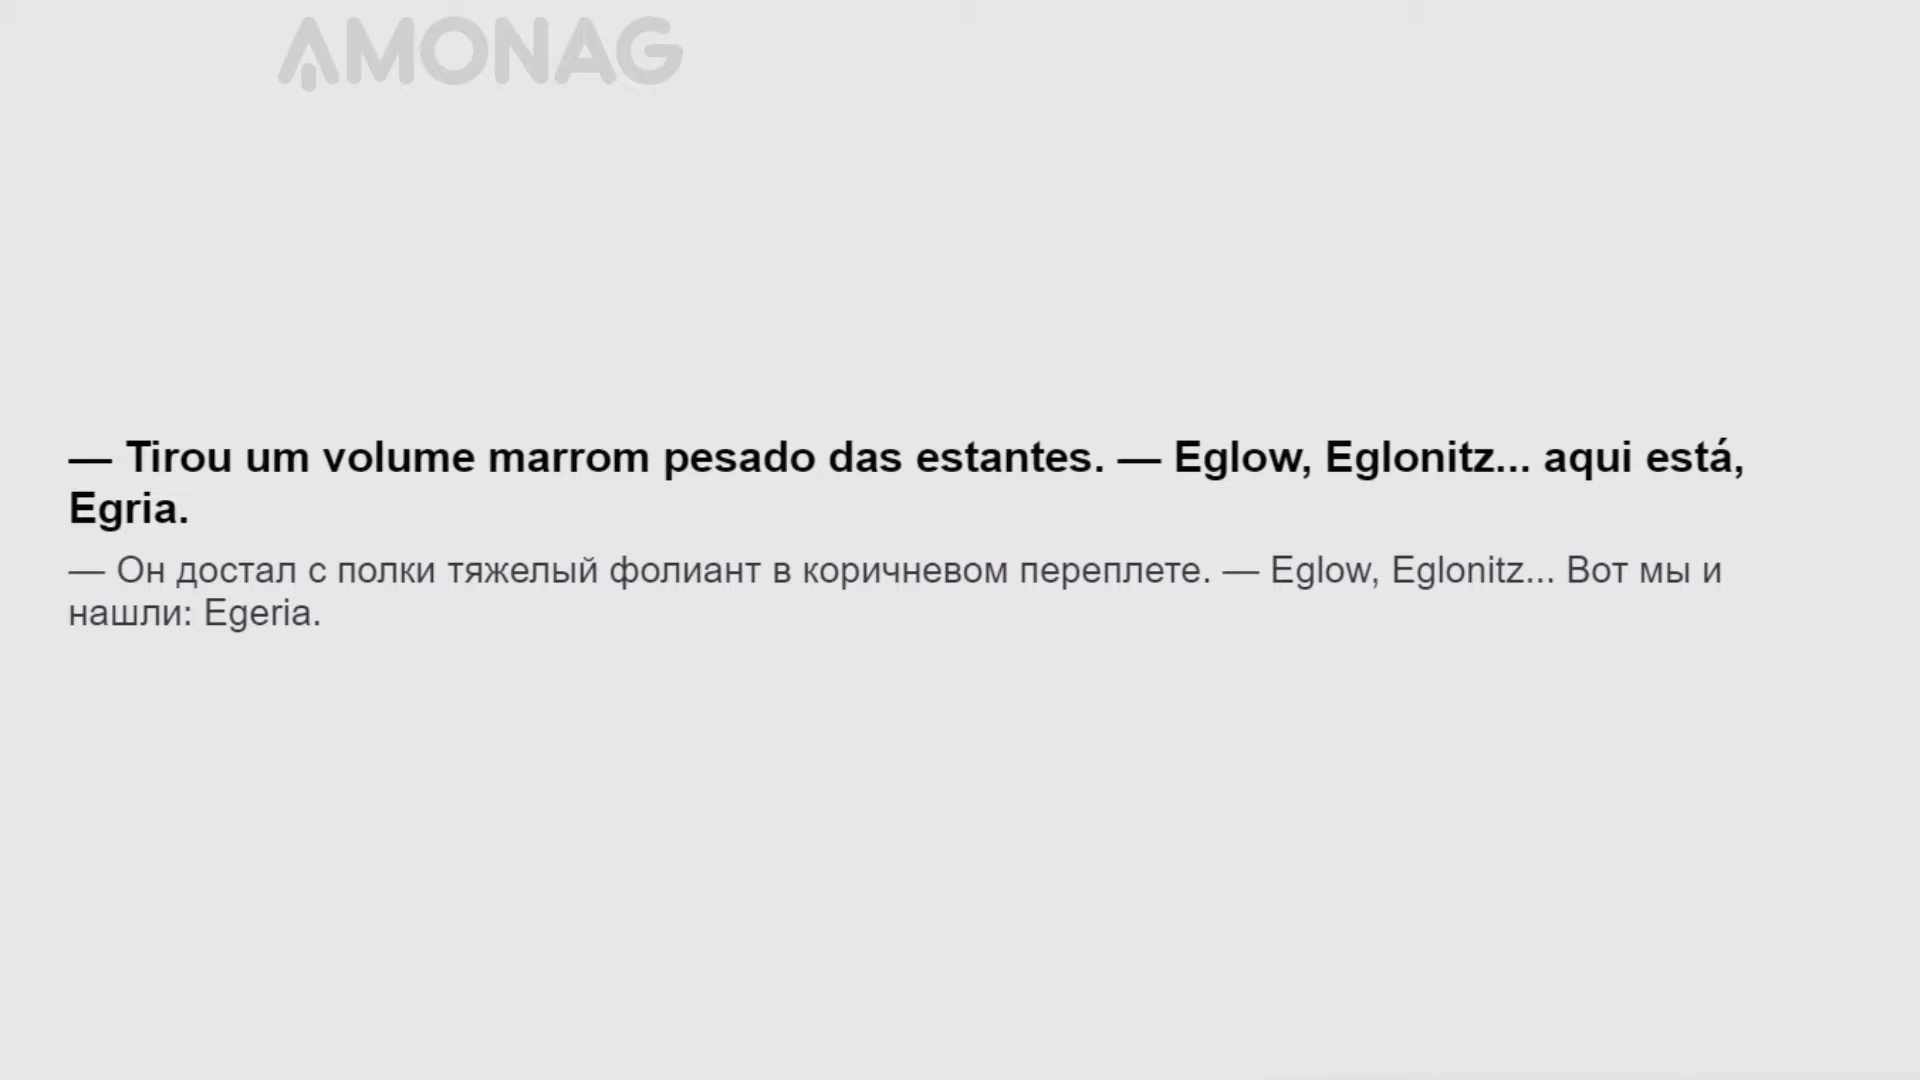 AMONAG
— Tirou um volume marrom pesado das estantes. — Eglow, Eglonitz... aqui está,
Egria.
— Он достал с полки тяжелый фолиант в коричневом переплете. — Eglow, Eglonitz... Вот мы и
нашли: Egeria.